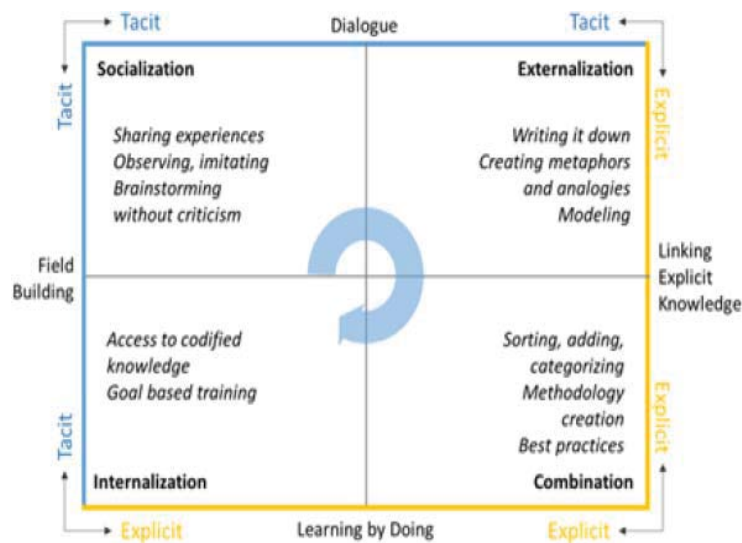 Tacit
Dialogue
Tacit
Tacit
Socialization
Externalization
Explicit
Sharing experiences
Observing, imitating
Brainstorming
without criticism
Writing it down
Creating metaphors
and analogies
Modeling
Field
Building
Linking
Explicit
Knowledge
Access to codified
knowledge
Goal based training
Sorting, adding,
categorizing
Methodology
creation
Best practices
Tacit
Explicit
Internalization
Combination
Explicit
Learning by Doing
Explicit